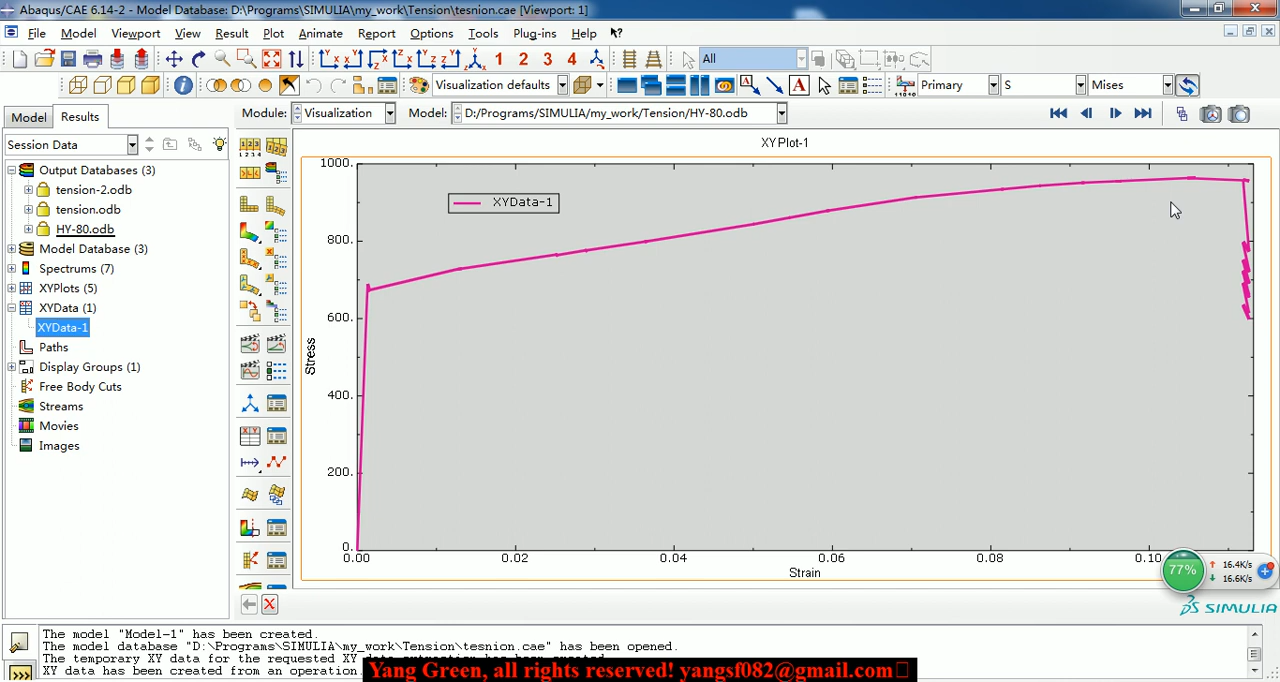 Abaqus/CAE 6.14-2 - Model Database: D:\Programs\SIMULIA\my_work\Tension\tesnion.cae [Viewport: 1]
File Model Viewport View Result Plot Animate Report Options Tools Plug-ins Help
1 2 3 4 All
Visualization defaults Primary S Mises
Model Results Module: Visualization Model: D:/Programs/SIMULIA/my_work/Tension/HY-80.odb
Session Data
Output Databases (3)
tension-2.odb
tension.odb
HY-80.odb
Model Database (3)
Spectrums (7)
XYPlots (5)
XYData (1)
XYData-1
Paths
Display Groups (1)
Free Body Cuts
Streams
Movies
Images
XYPlot-1
XYData-1
1000.
800.
600.
400.
200.
0.
Stress
0.00 0.02 0.04 0.06 0.08 0.10
Strain
77% 16.4K/s
16.6K/s
SIMULIA
The model "Model-1" has been created.
The model database "D:\Programs\SIMULIA\my_work\Tension\tesnion.cae" has been opened.
The temporary XY data for the requested XY
XY data has been created from an operation.
Yang Green, all rights reserved! yangsf082@gmail.com